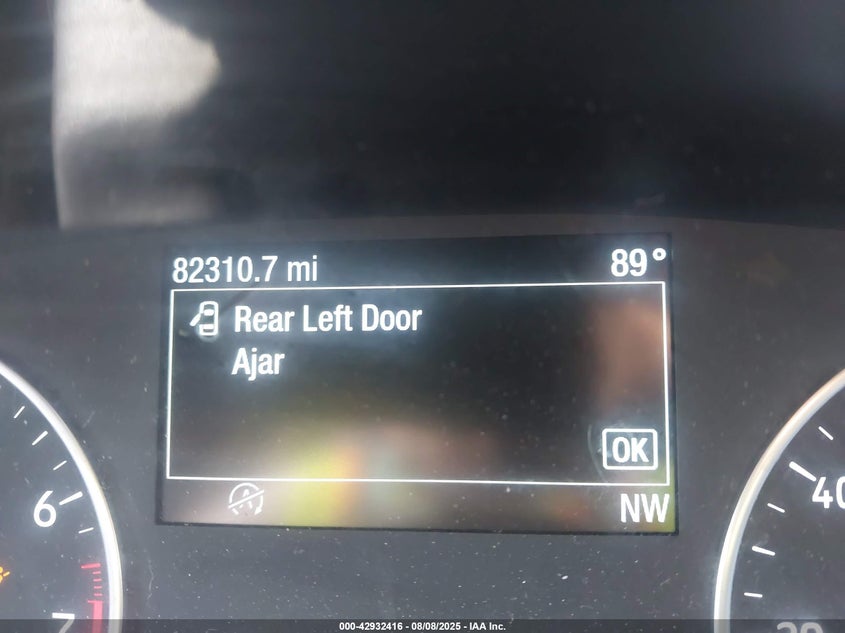 82310.7 mi 89°
Rear Left Door
Ajar
OK
NW
6
7
40
000-42932416 - 08/08/2025 - IAA Inc.